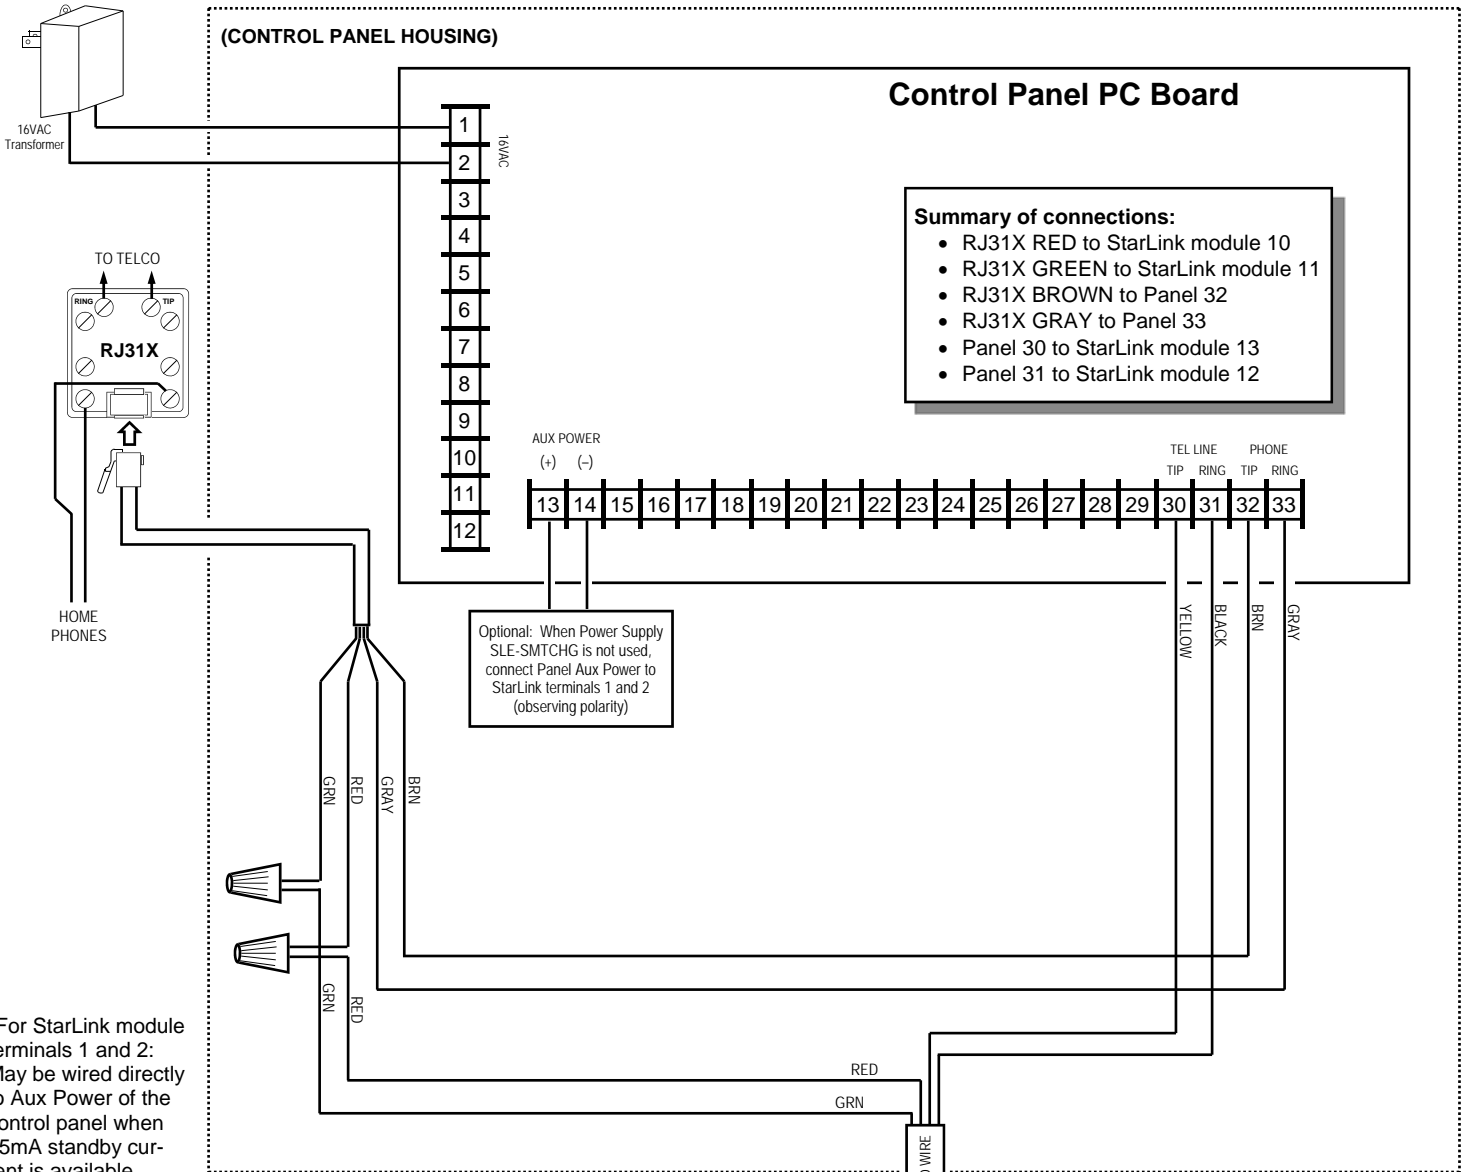 (CONTROL PANEL HOUSING)
Control Panel PC Board
16VAC
Transformer
1
2
3
4
5
6
7
8
9
10
11
12
16VAC
Summary of connections:
• RJ31X RED to StarLink module 10
• RJ31X GREEN to StarLink module 11
• RJ31X BROWN to Panel 32
• RJ31X GRAY to Panel 33
• Panel 30 to StarLink module 13
• Panel 31 to StarLink module 12
TO TELCO
RING
TIP
RJ31X
HOME
PHONES
AUX POWER
(+) (–)
TEL LINE PHONE
TIP RING TIP RING
13 14 15 16 17 18 19 20 21 22 23 24 25 26 27 28 29 30 31 32 33
Optional: When Power Supply
SLE-SMTCHG is not used,
connect Panel Aux Power to
StarLink terminals 1 and 2
(observing polarity)
YELLOW
BLACK
BRN
GRAY
GRN
RED
GRAY
BRN
GRN
RED
RED
GRN
WIRE
For StarLink module
terminals 1 and 2:
May be wired directly
to Aux Power of the
control panel when
5mA standby cur-
rent is available